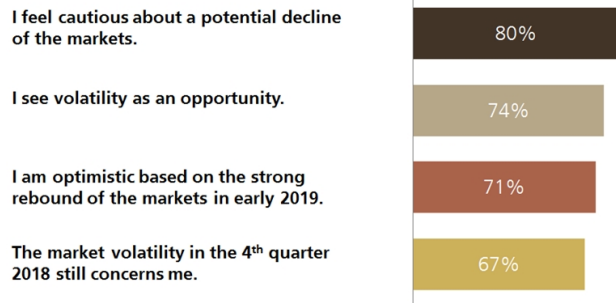 I feel cautious about a potential decline
of the markets.
80%
I see volatility as an opportunity.
74%
I am optimistic based on the strong
rebound of the markets in early 2019.
71%
The market volatility in the 4th quarter
2018 still concerns me.
67%